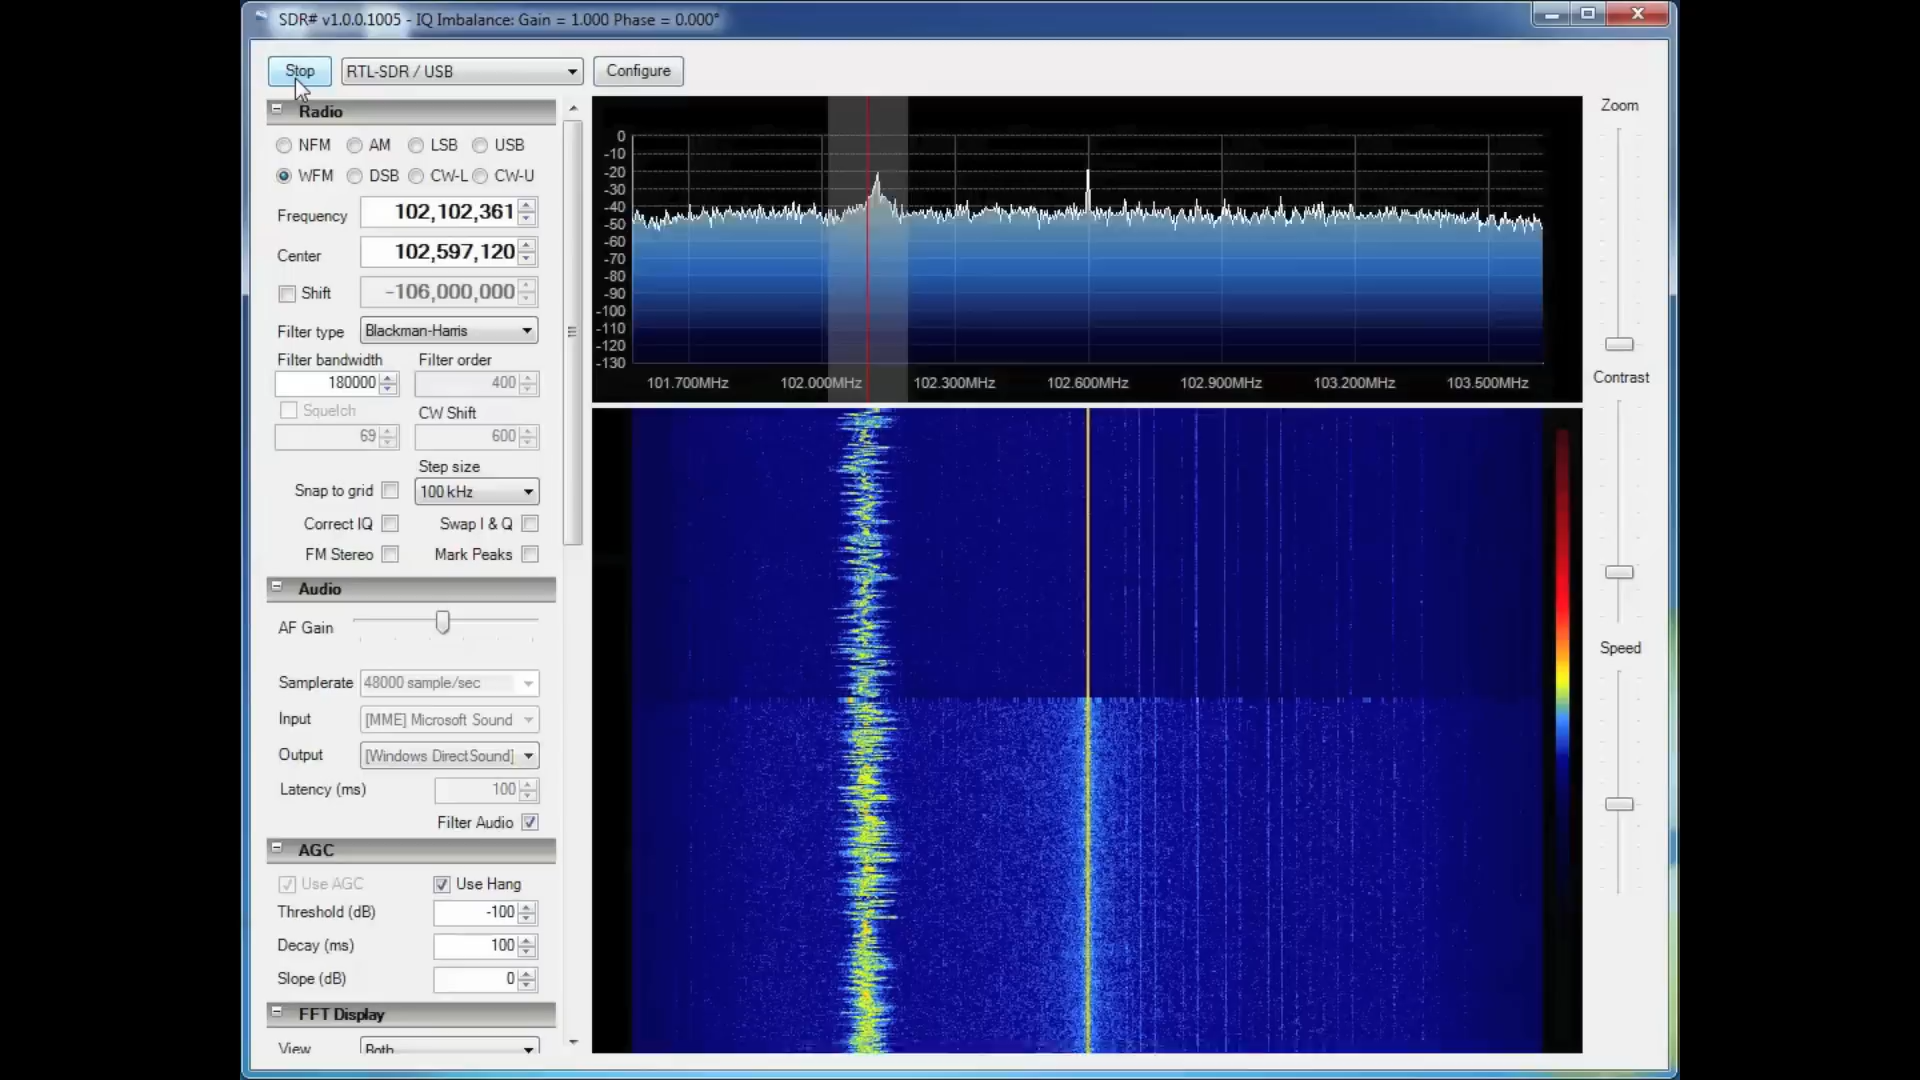 SDR# v1.0.0.1005 - IQ Imbalance: Gain = 1.000 Phase = 0.000°
Stop
RTL-SDR / USB
Configure
Radio
NFM AM LSB USB
WFM DSB CW-L CW-U
Frequency 102,102,361
Center 102,597,120
Shift -106,000,000
Filter type Blackman-Harris
Filter bandwidth Filter order
180000 400
Squelch CW Shift
69 600
Step size
Snap to grid 100 kHz
Correct IQ Swap I & Q
FM Stereo Mark Peaks
Audio
AF Gain
Samplerate 48000 sample/sec
Input [MME] Microsoft Sound
Output [Windows DirectSound]
Latency (ms) 100
Filter Audio
AGC
Use AGC Use Hang
Threshold (dB) -100
Decay (ms) 100
Slope (dB) 0
FFT Display
View Both
0
-10
-20
-30
-40
-50
-60
-70
-80
-90
-100
-110
-120
-130
101.700MHz 102.000MHz 102.300MHz 102.600MHz 102.900MHz 103.200MHz 103.500MHz
Zoom
Contrast
Speed